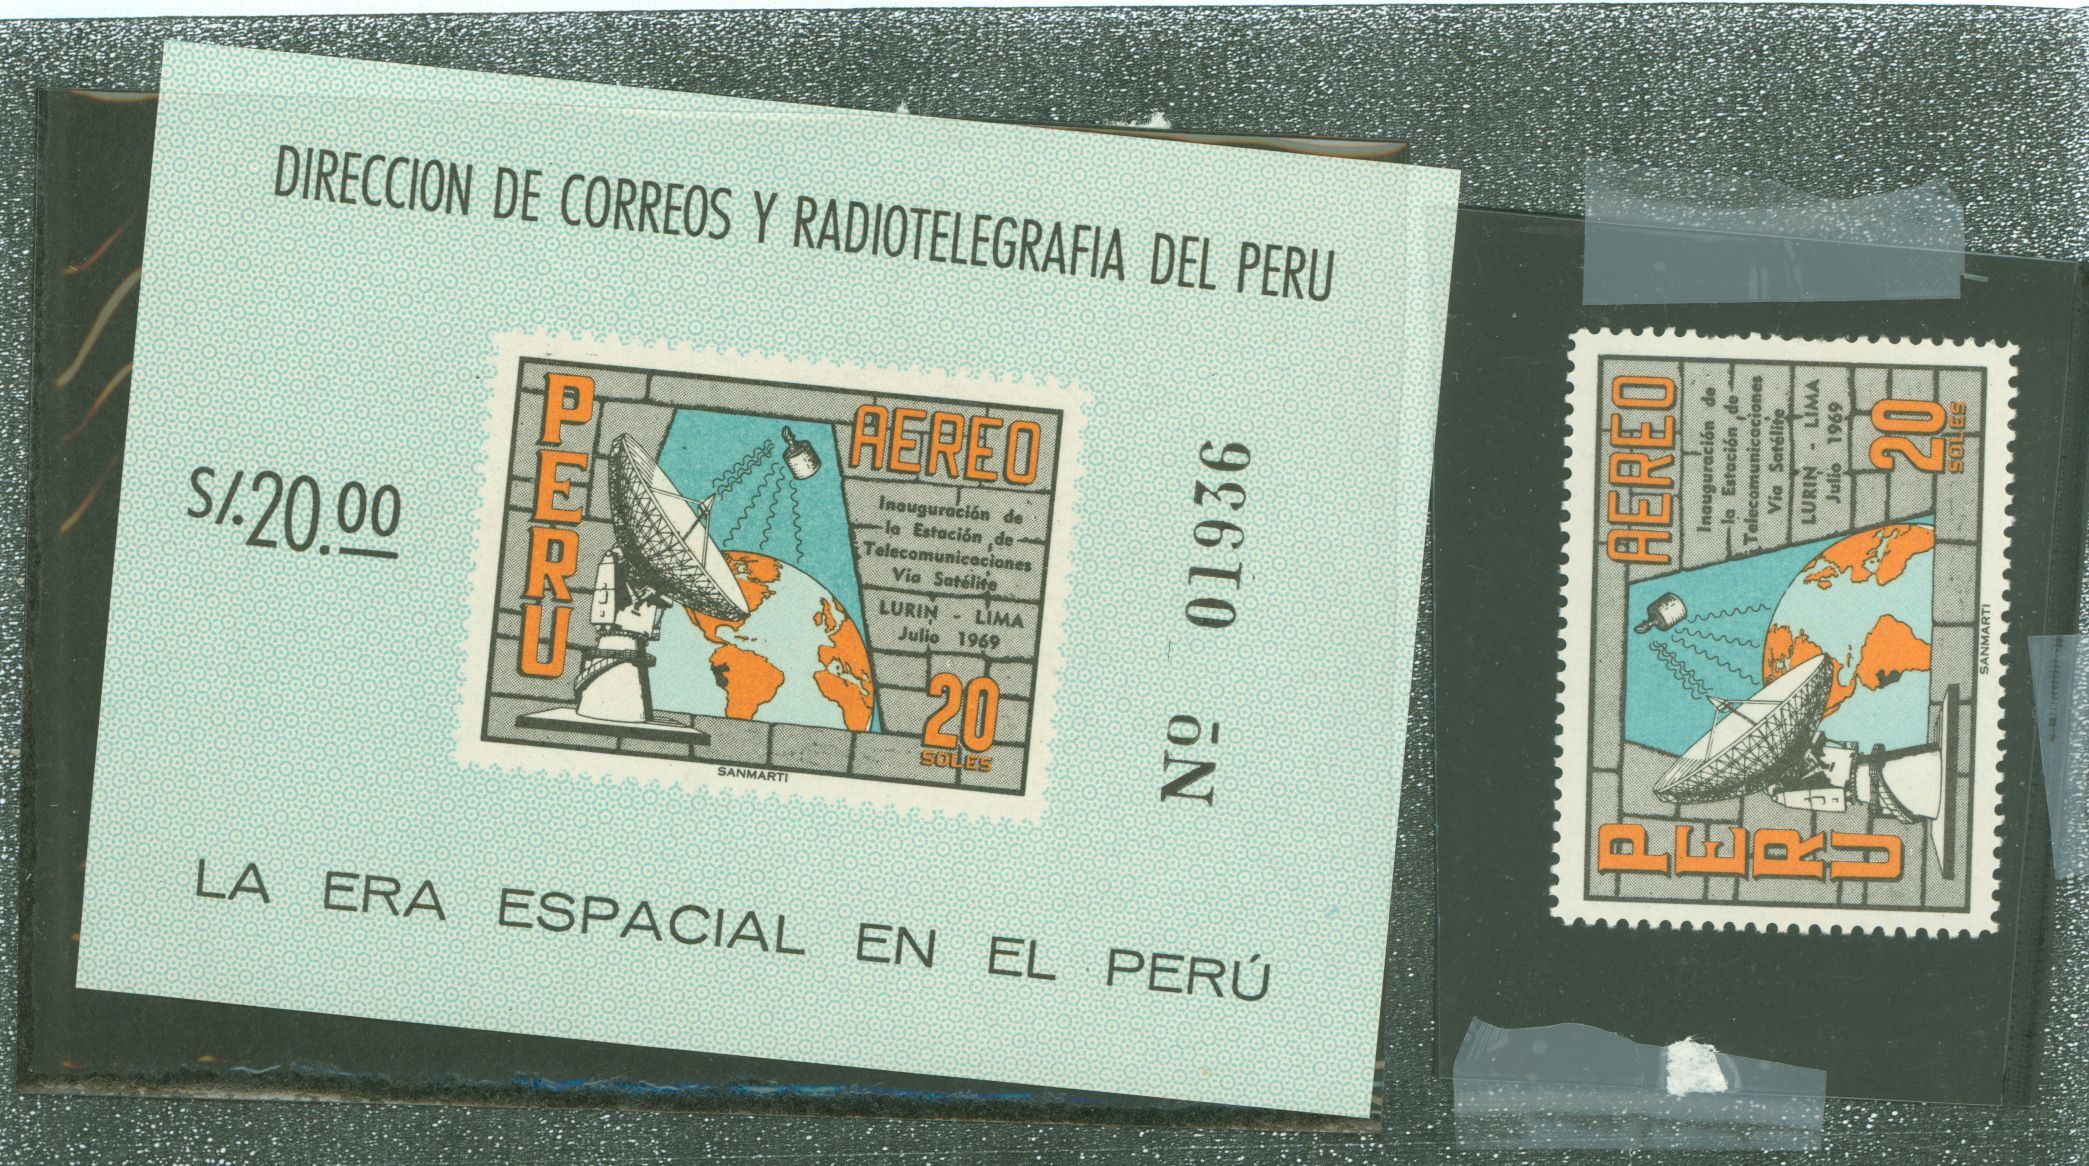 DIRECCION DE CORREOS Y RADIOTELEGRAFIA DEL PERU
S/.20.00
PERU
AEREO
Inauguración de
la Estación de
Telecomunicaciones
Vía Satélite
LURIN - LIMA
Julio 1969
20
SOLES
SANMARTI
Nº 01936
LA ERA ESPACIAL EN EL PERÚ
PERU
AEREO
Inauguración de
la Estación de
Telecomunicaciones
Vía Satélite
LURIN - LIMA
Julio 1969
20
SOLES
SANMARTI